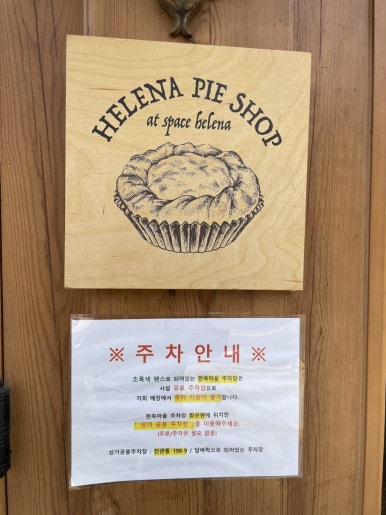 HELENA PIE SHOP
at space helena
※ 주차안내 ※
초록색 펜스로 되어있는 한옥마을 주차장은
사설 유료 주차장으로
저희 매장에서 주차 지원이 불가합니다.
한옥마을 주차장 맞은편에 위치한
「상가 공용 주차장」를 이용해주세요.
(무료/주차권 필요 없음)
상가공용주차장 : 진관동 198-9 / 담벼락으로 되어있는 주차장